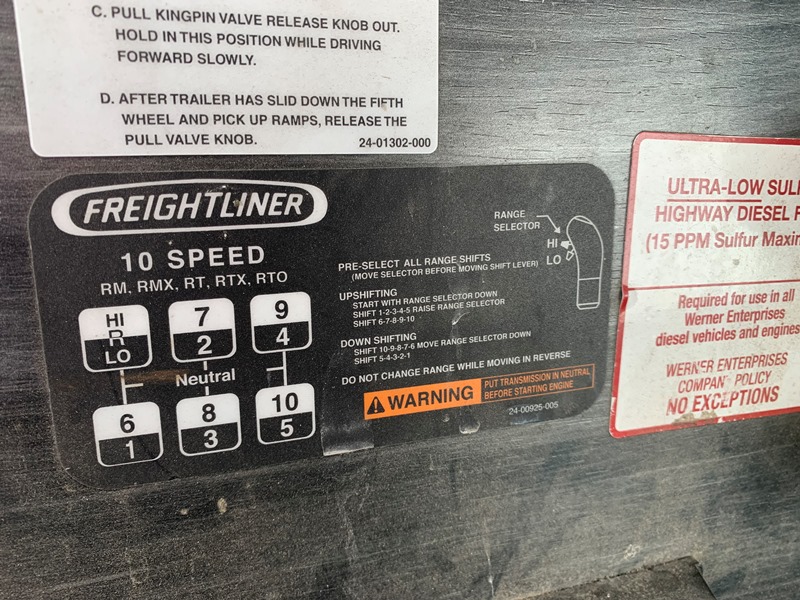 C. PULL KINGPIN VALVE RELEASE KNOB OUT.
HOLD IN THIS POSITION WHILE DRIVING
FORWARD SLOWLY.
D. AFTER TRAILER HAS SLID DOWN THE FIFTH
WHEEL AND PICK UP RAMPS, RELEASE THE
PULL VALVE KNOB.
24-01302-000
FREIGHTLINER
10 SPEED
RM, RMX, RT, RTX, RTO
HI
R
LO
7
2
9
4
Neutral
6
1
8
3
10
5
RANGE
SELECTOR
HI
LO
PRE-SELECT ALL RANGE SHIFTS
(MOVE SELECTOR BEFORE MOVING SHIFT LEVER)
UPSHIFTING
START WITH RANGE SELECTOR DOWN
SHIFT 1-2-3-4-5 RAISE RANGE SELECTOR
SHIFT 6-7-8-9-10
DOWN SHIFTING
SHIFT 10-9-8-7-6 MOVE RANGE SELECTOR DOWN
SHIFT 5-4-3-2-1
DO NOT CHANGE RANGE WHILE MOVING IN REVERSE
WARNING
PUT TRANSMISSION IN NEUTRAL
BEFORE STARTING ENGINE
24-00925-005
ULTRA-LOW SULF
HIGHWAY DIESEL F
(15 PPM Sulfur Maxim
Required for use in all
Werner Enterprises
diesel vehicles and engines
WERNER ENTERPRISES
COMPANY POLICY
NO EXCEPTIONS